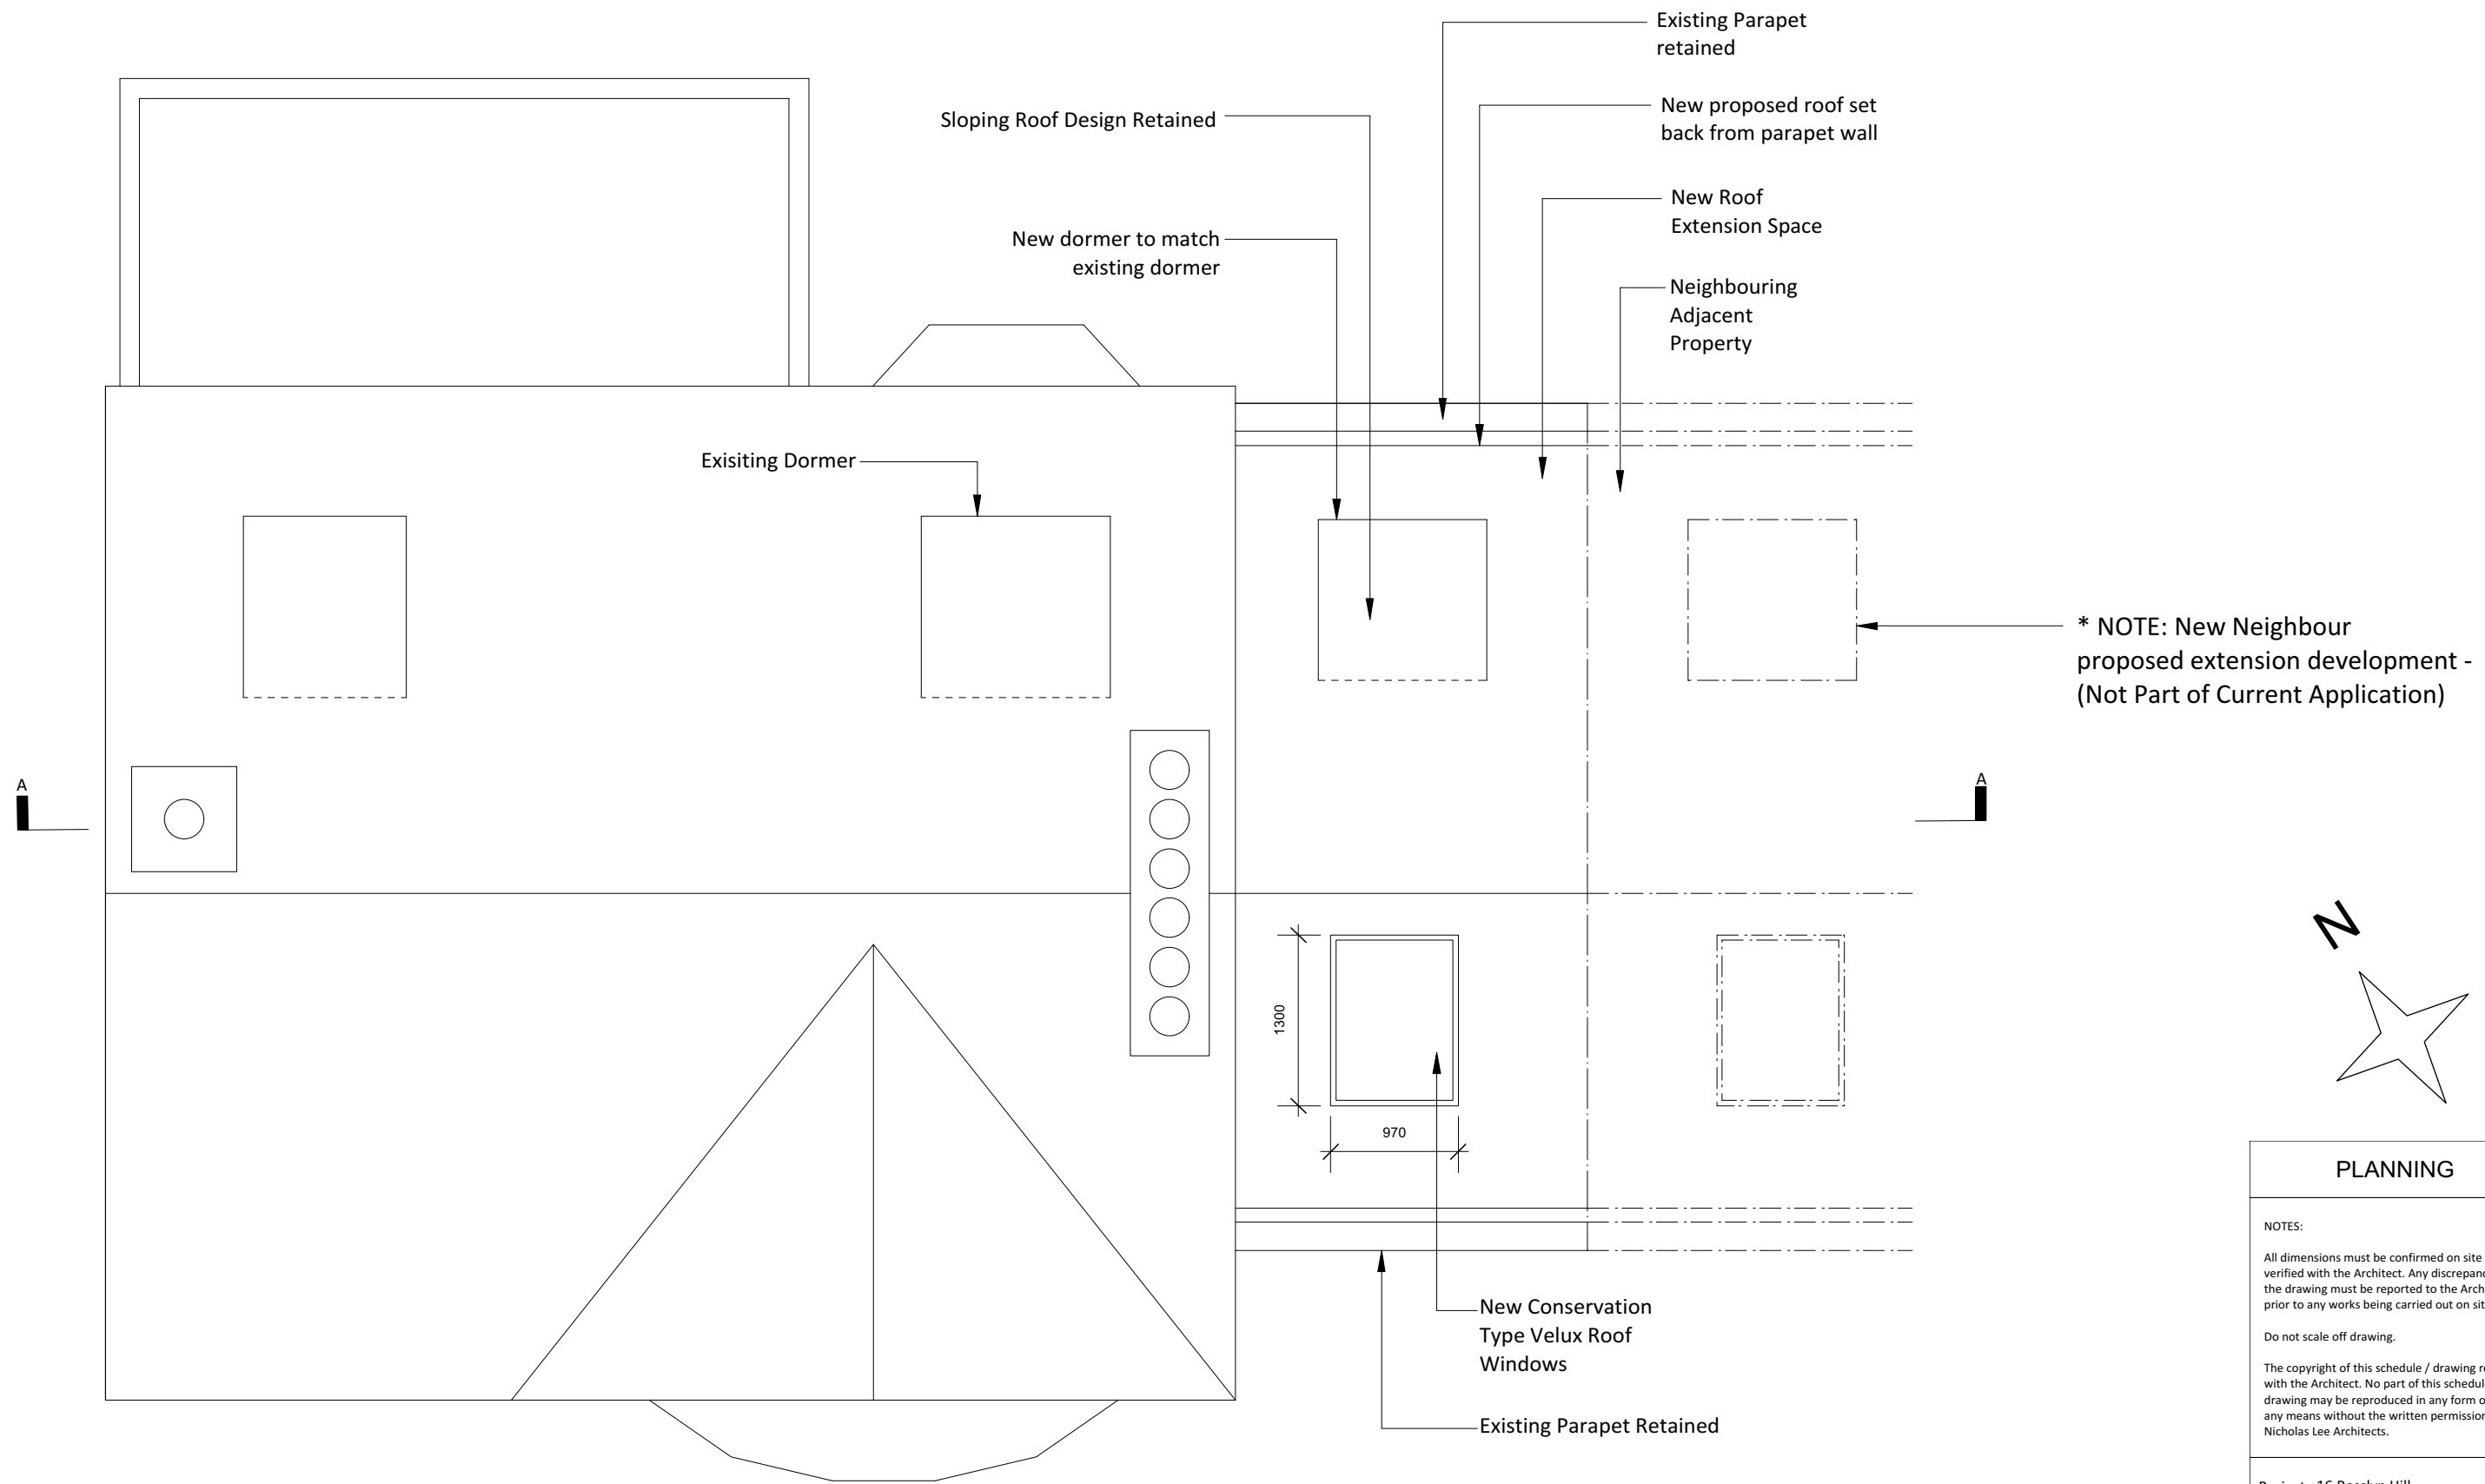 Existing Parapet
retained
Sloping Roof Design Retained
New proposed roof set
back from parapet wall
New Roof
Extension Space
New dormer to match
existing dormer
Neighbouring
Adjacent
Property
Exisiting Dormer
* NOTE: New Neighbour
proposed extension development -
(Not Part of Current Application)
A
A
N
1300
970
New Conservation
Type Velux Roof
Windows
Existing Parapet Retained
PLANNING
NOTES:
All dimensions must be confirmed on site
verified with the Architect. Any
the drawing must be reported to the
prior to any works being carried out on
Do not scale off drawing.
The copyright of this schedule / drawing
with the Architect. No part of this
drawing may be reproduced in any form
any means without the written
Nicholas Lee Architects.
16 Rosslyn Hill